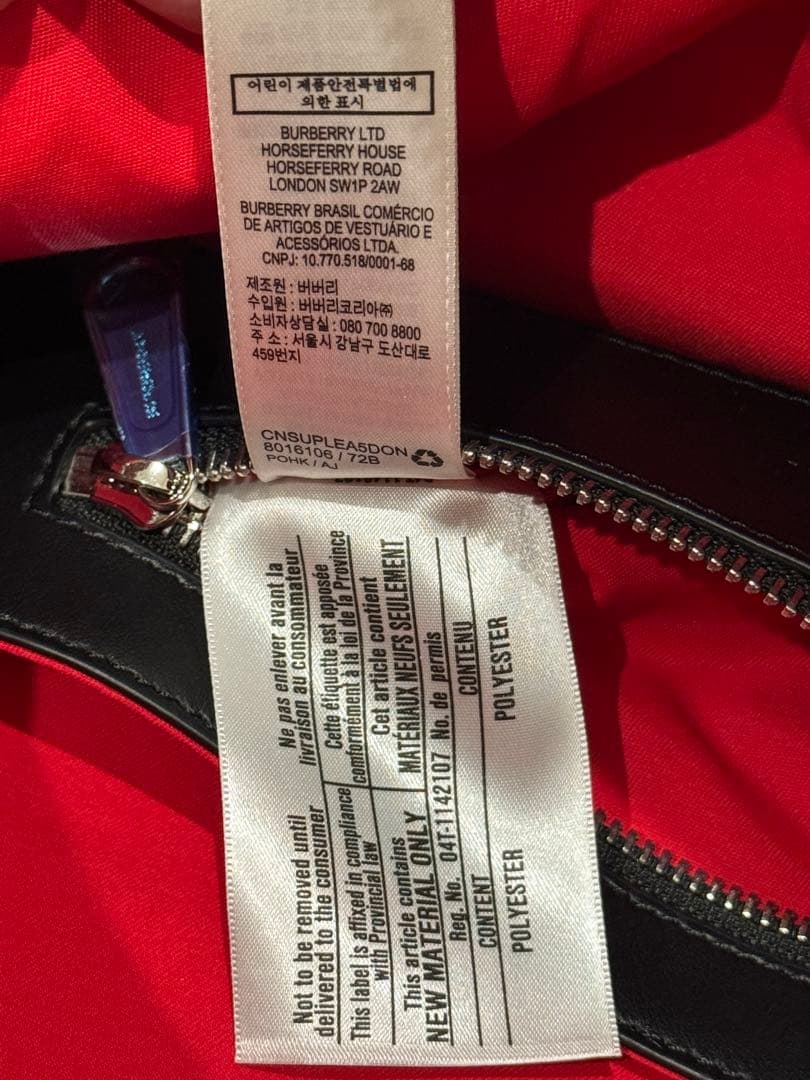 어린이 제품안전특별법에
의한 표시
BURBERRY LTD
HORSEFERRY HOUSE
HORSEFERRY ROAD
LONDON SW1P 2AW
BURBERRY BRASIL COMÉRCIO
DE ARTIGOS DE VESTUÁRIO E
ACESSÓRIOS LTDA.
CNPJ: 10.770.518/0001-68
제조원 : 버버리
수입원 : 버버리코리아㈜
소비자상담실 : 080 700 8800
주 소 : 서울시 강남구 도산대로
459번지
CNSUPLEA5DON
8016106 / 72B
POHK / AJ
Not to be removed until
delivered to the consumer
Ne pas enlever avant la
livraison au consommateur
This label is affixed in compliance
with Provincial law
Cette étiquette est apposée
conformément à la loi de la Province
This article contains
NEW MATERIAL ONLY
Cet article contient
MATÉRIAUX NEUFS SEULEMENT
Reg. No. 04T-1142107 No. de permis
CONTENT
CONTENU
POLYESTER
POLYESTER